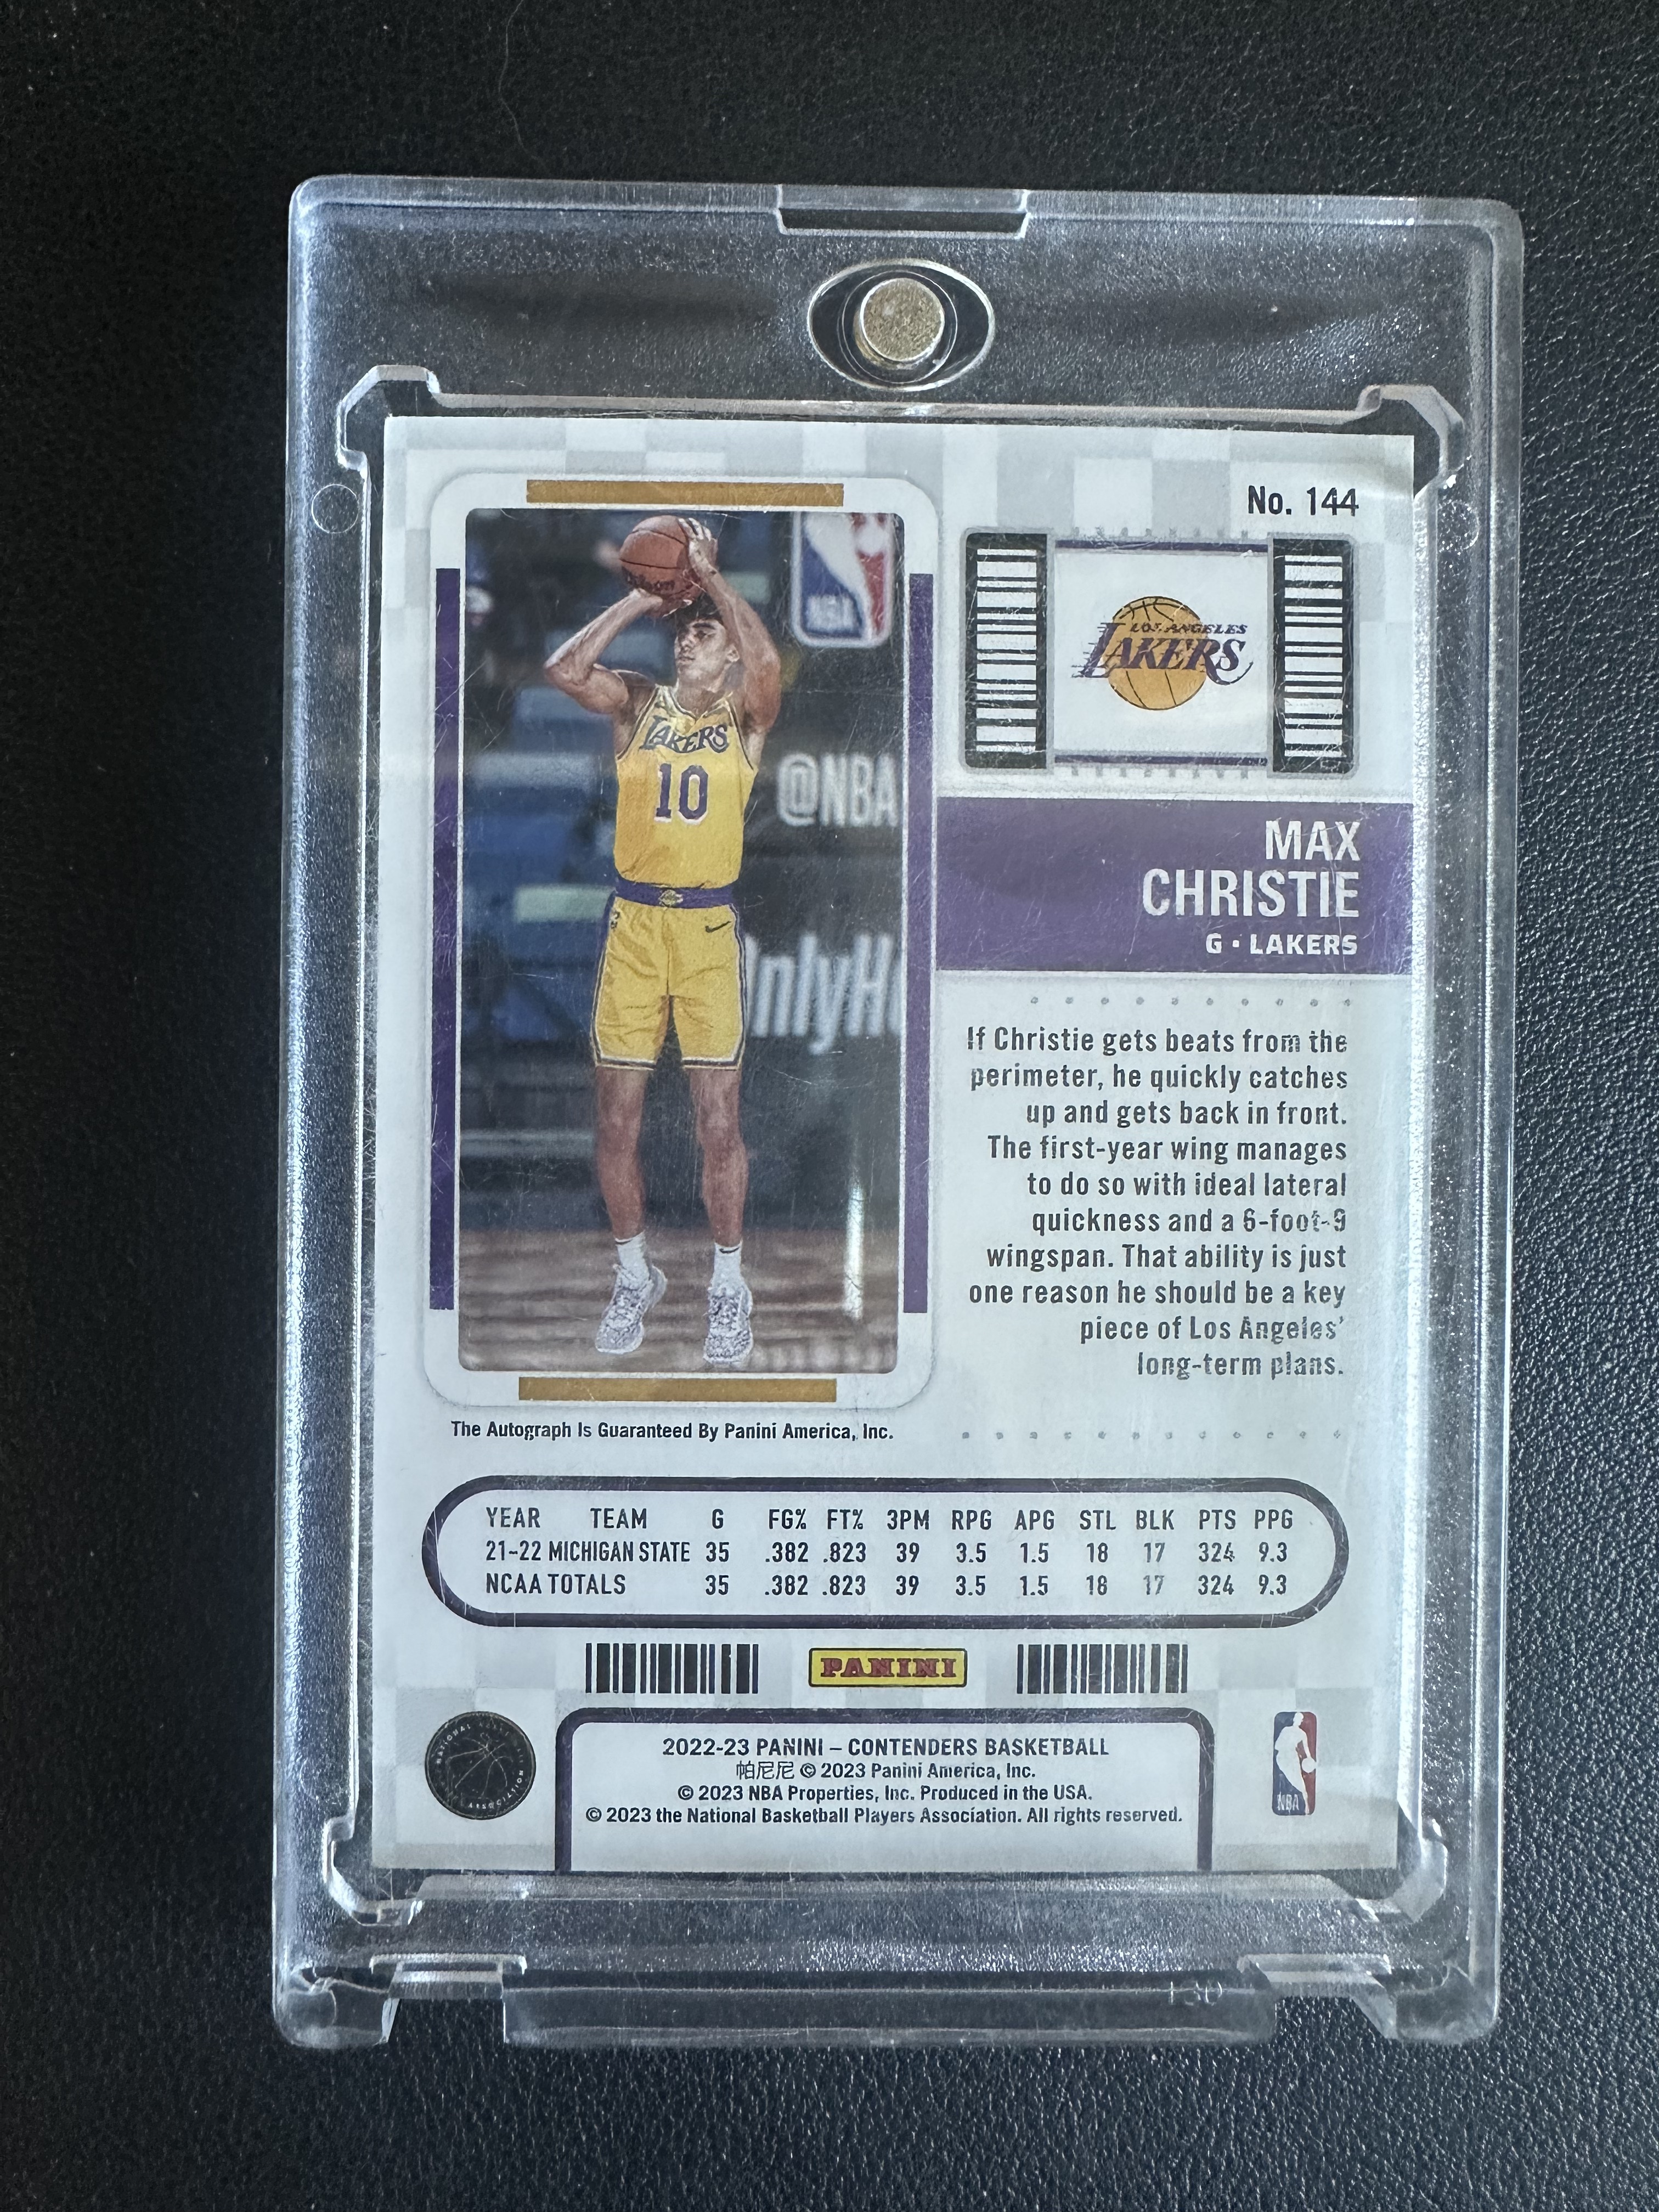 No. 144
NBA
LOS ANGELES
LAKERS
LAKERS
10
@NBA
OnlyHe
MAX
CHRISTIE
G • LAKERS
If Christie gets beats from the
perimeter, he quickly catches
up and gets back in front.
The first-year wing manages
to do so with ideal lateral
quickness and a 6-foot-9
wingspan. That ability is just
one reason he should be a key
piece of Los Angeles'
long-term plans.
The Autograph Is Guaranteed By Panini America, Inc.
YEAR TEAM G FG% FT% 3PM RPG APG STL BLK PTS PPG
21-22 MICHIGAN STATE 35 .382 .823 39 3.5 1.5 18 17 324 9.3
NCAA TOTALS 35 .382 .823 39 3.5 1.5 18 17 324 9.3
PANINI
2022-23 PANINI – CONTENDERS BASKETBALL
帕尼尼 © 2023 Panini America, Inc.
© 2023 NBA Properties, Inc. Produced in the USA.
© 2023 the National Basketball Players Association. All rights reserved.
NBA
130